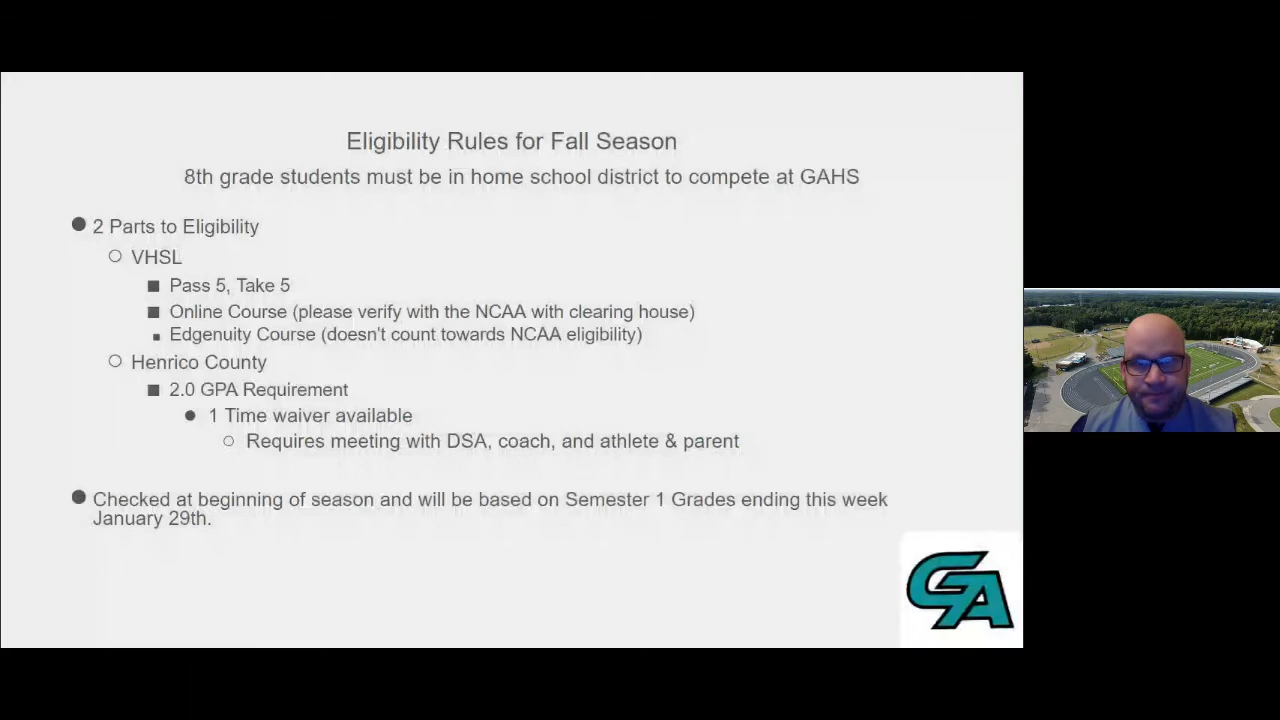 Eligibility Rules for Fall Season
8th grade students must be in home school district to compete at GAHS
2 Parts to Eligibility
VHSL
Pass 5, Take 5
Online Course (please verify with the NCAA with clearing house)
Edgenuity Course (doesn't count towards NCAA eligibility)
Henrico County
2.0 GPA Requirement
1 Time waiver available
Requires meeting with DSA, coach, and athlete & parent
Checked at beginning of season and will be based on Semester 1 Grades ending this week
January 29th.
GA